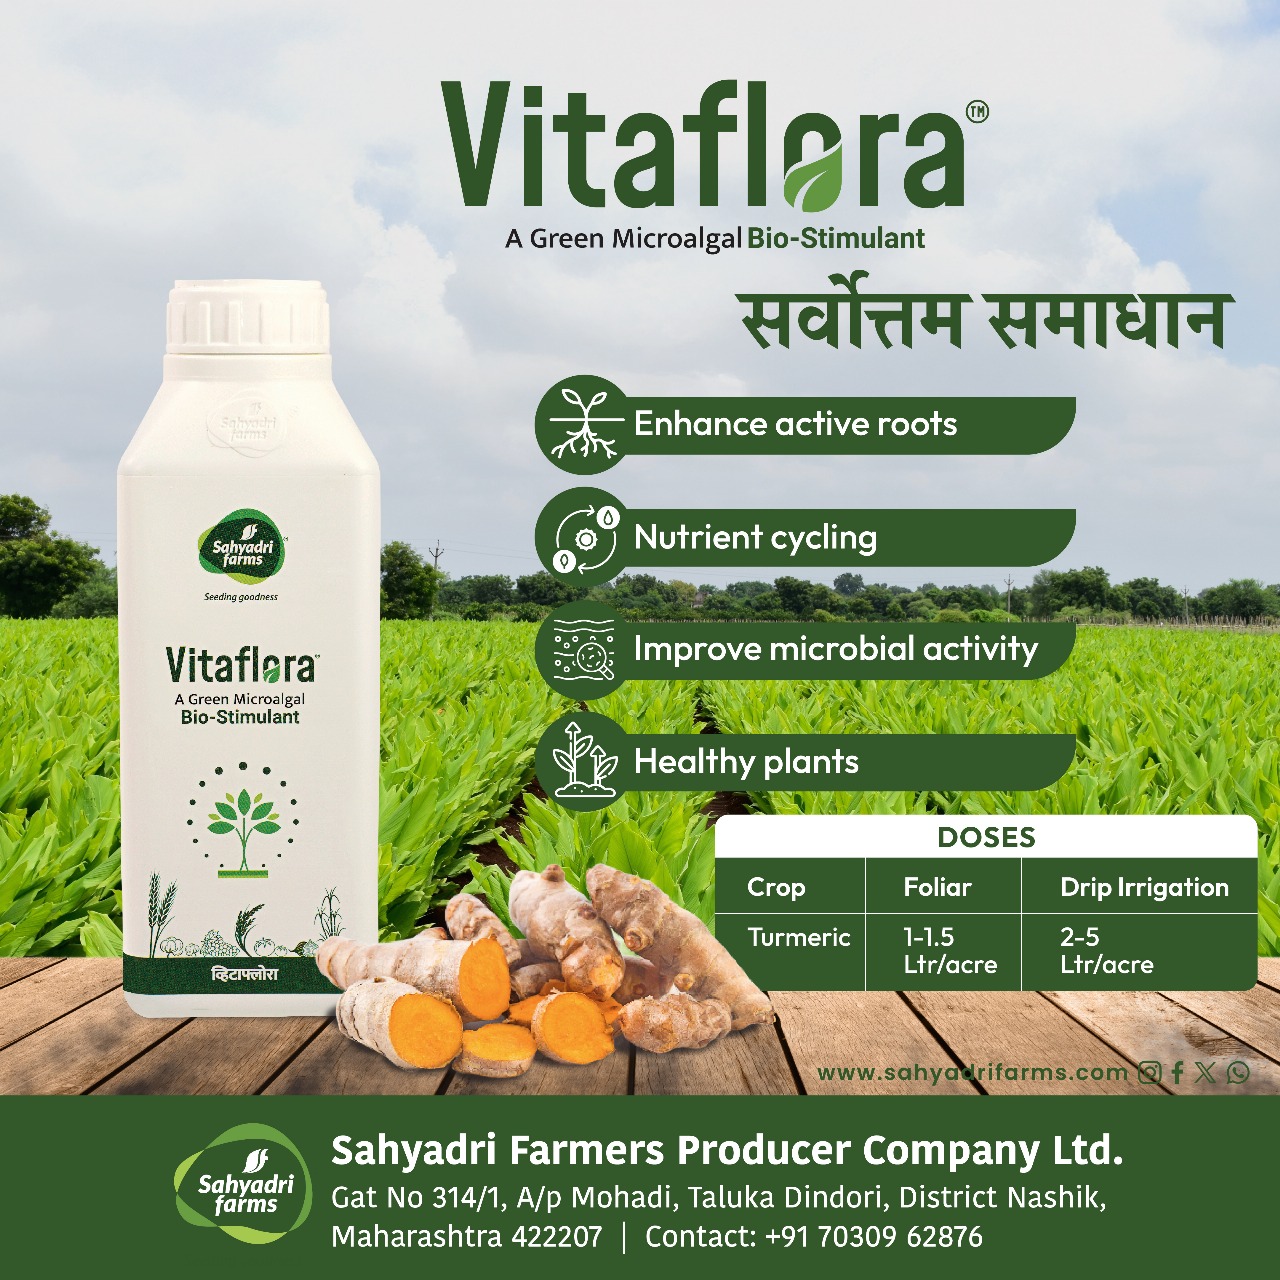 Vitaflora™
A Green Microalgal Bio-Stimulant
सर्वोत्तम समाधान
Enhance active roots
Nutrient cycling
Improve microbial activity
Healthy plants
Sahyadri
farms
Sahyadri
farms
Seeding goodness
Vitaflora
A Green Microalgal
Bio-Stimulant
व्हिटाफ्लोरा
DOSES
Crop Foliar Drip Irrigation
Turmeric 1-1.5 2-5
Ltr/acre Ltr/acre
www.sahyadrifarms.com
Sahyadri
farms
Sahyadri Farmers Producer Company Ltd.
Gat No 314/1, A/p Mohadi, Taluka Dindori, District Nashik,
Maharashtra 422207 | Contact: +91 70309 62876